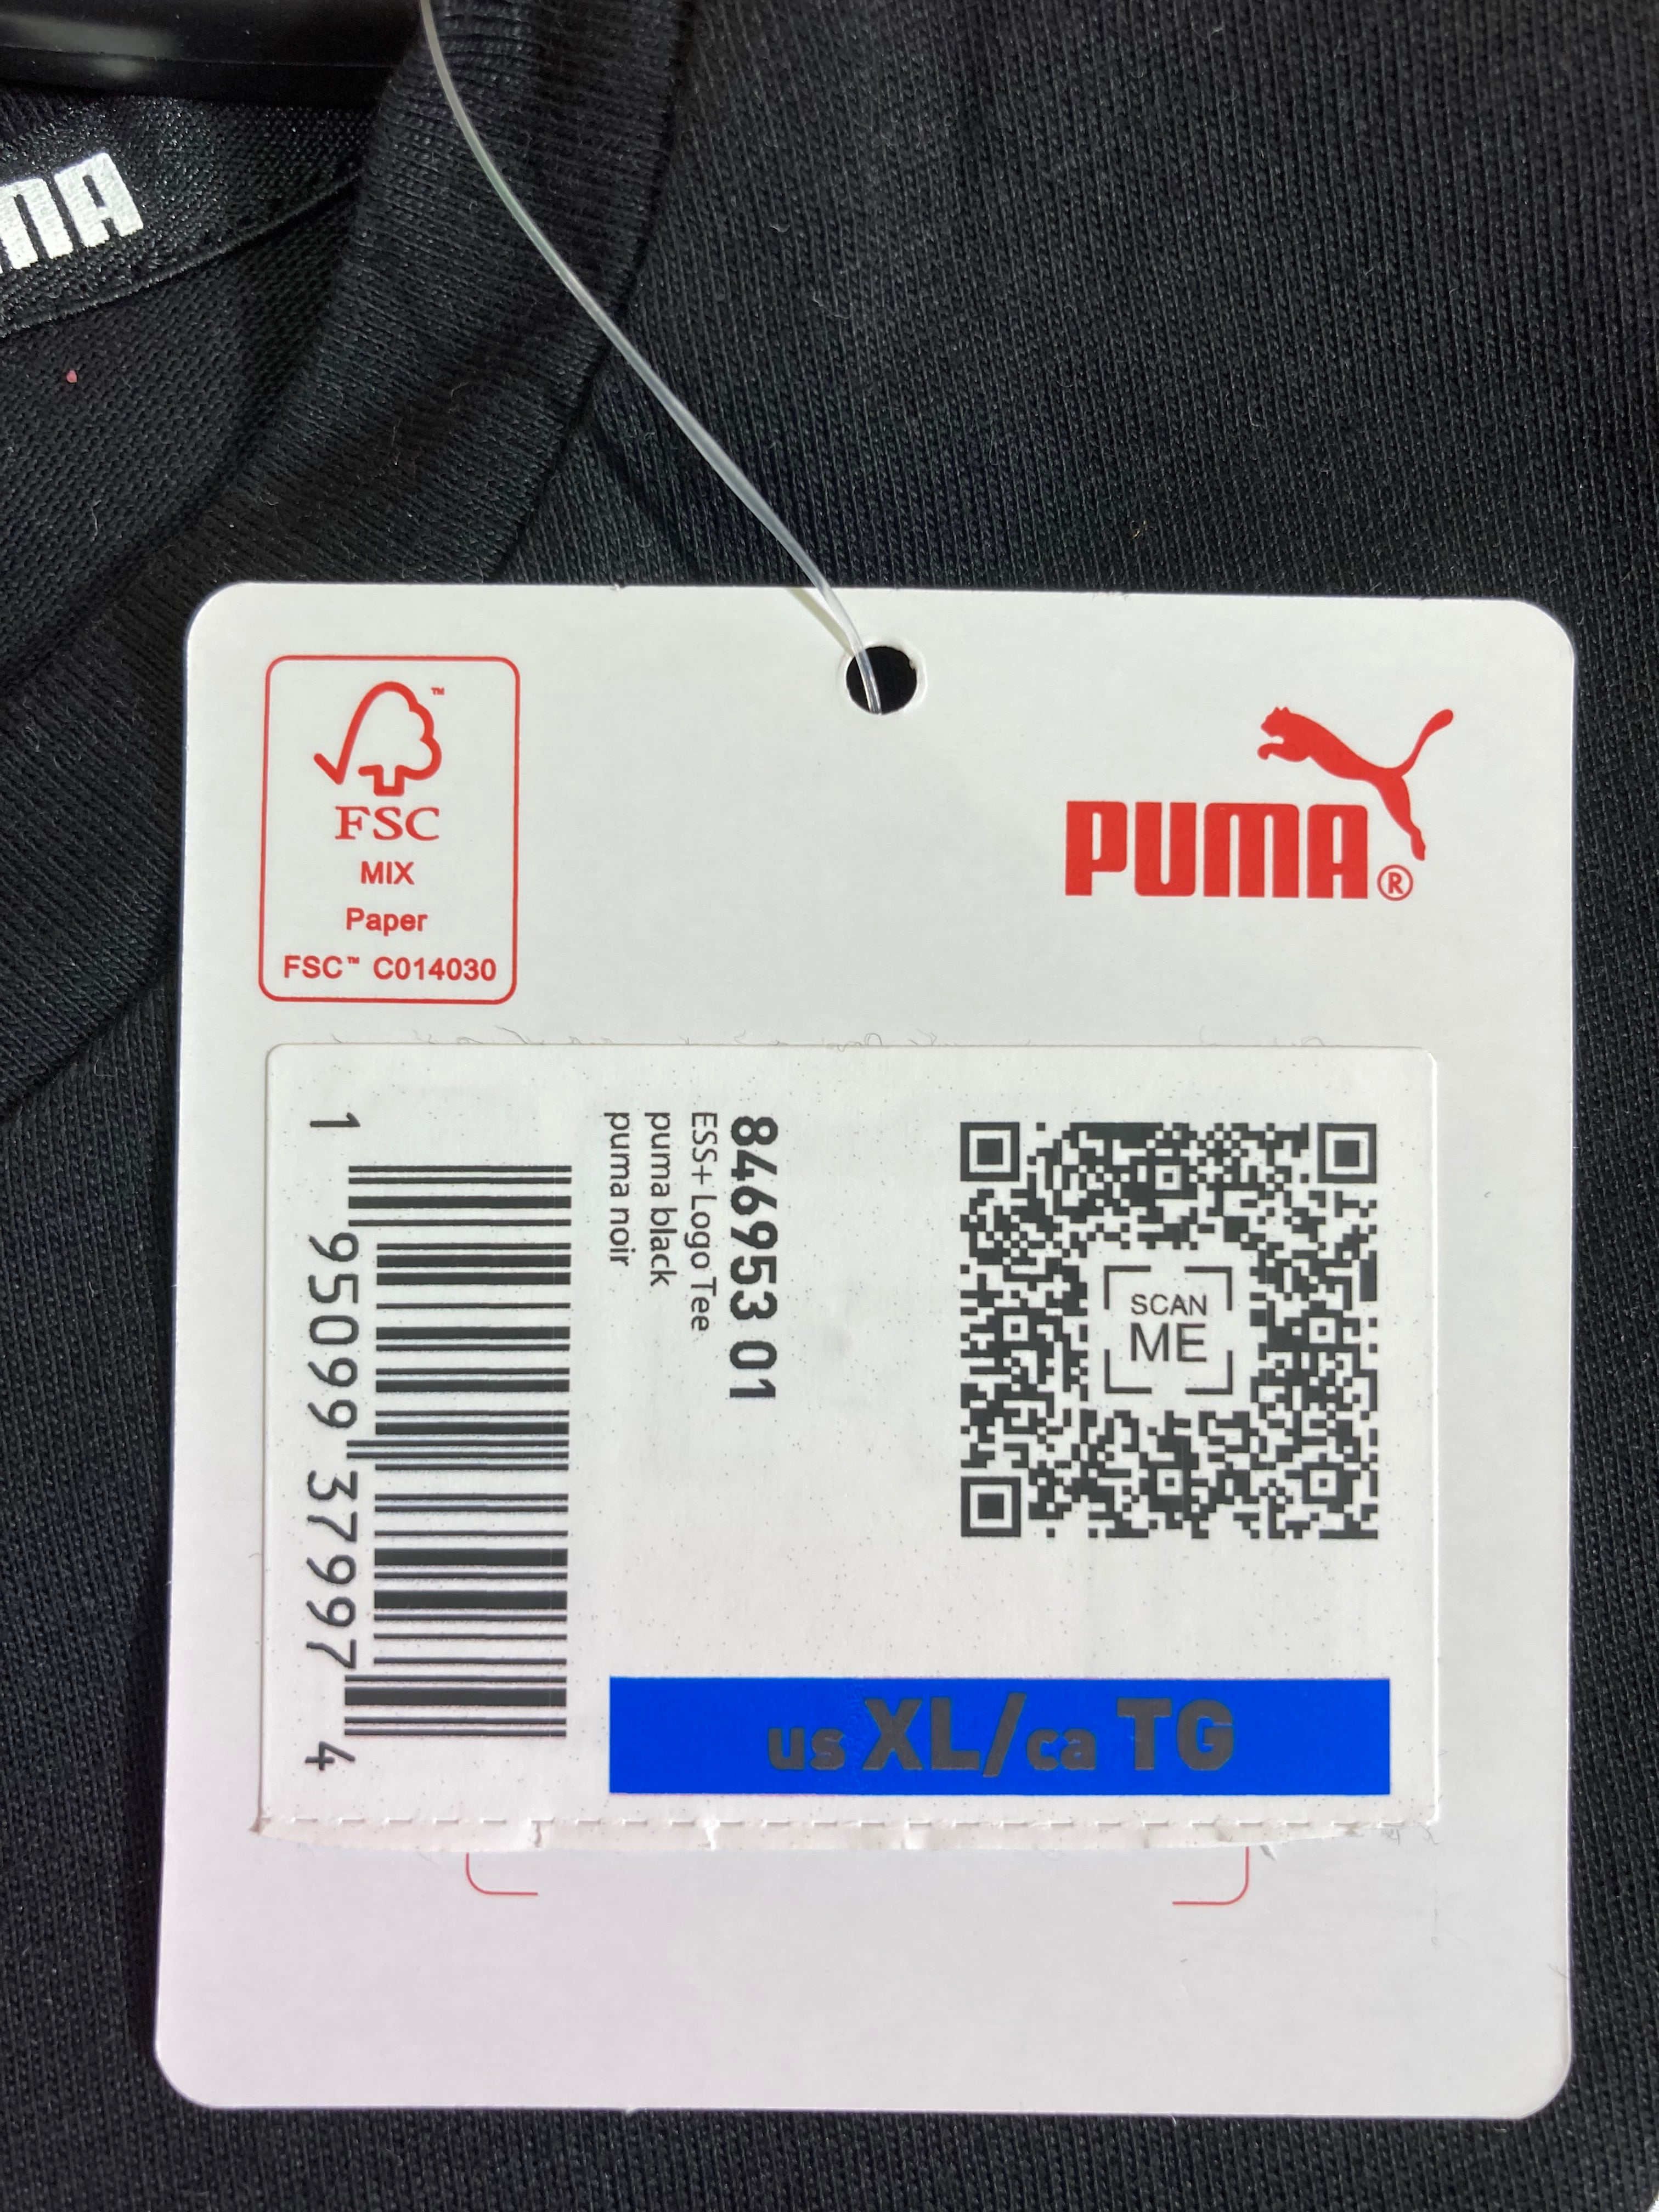 FSC
MIX
Paper
FSC™ C014030
PUMA®
846953 01
ESS+ Logo Tee
puma black
puma noir
1 95099 37997 4
SCAN
ME
us XL/ca TG